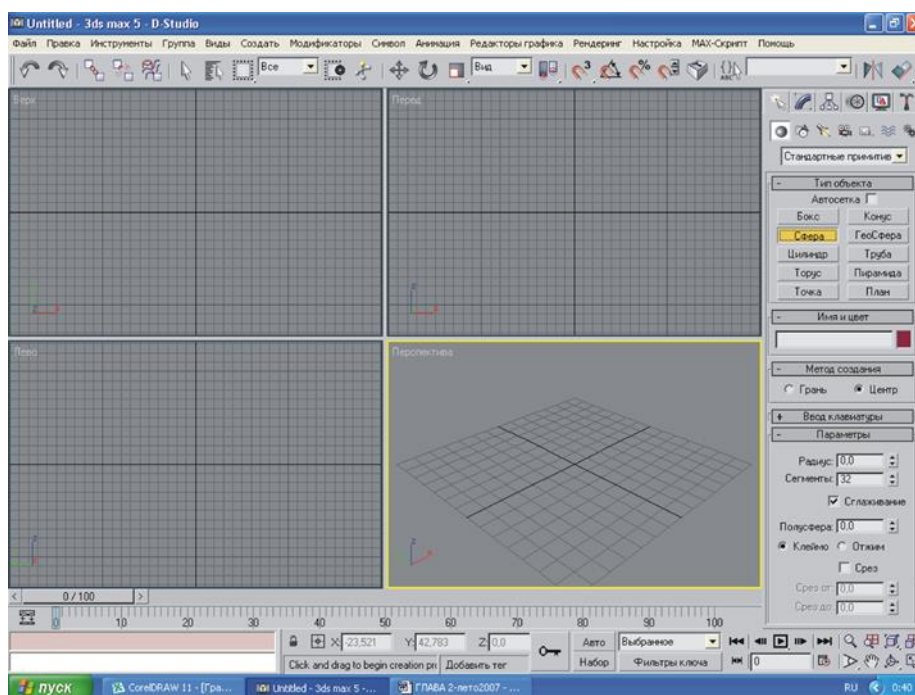 Untitled - 3ds max 5 - D-Studio
Файл Правка Инструменты Группа Виды Создать Модификаторы Символ Анимация Редакторы графика Рендеринг Настройка MAX-Скрипт Помощь
Все Вид
Верх Перед
Лево Перспектива
Стандартные примитив
- Тип объекта
Автосетка
Бокс Конус
Сфера ГеоСфера
Цилиндр Труба
Торус Пирамида
Точка План
- Имя и цвет
- Метод создания
Грань Центр
+ Ввод клавиатуры
- Параметры
Радиус: 0,0
Сегменты: 32
Сглаживание
Полусфера: 0,0
Клейено Отжим
Срез
Срез от: 0,0
Срез до: 0,0
< 0 / 100 >
0 10 20 30 40 50 60 70 80 90 100
X: -23,521 Y: 42,783 Z: 0,0
Авто Выбранное
Click and drag to begin creation pr Добавить тег
Набор Фильтры ключа 0
пуск CorelDRAW 11 - [Гра... Untitled - 3ds max 5 -... ГЛАВА 2-лето2007 - ... RU 0:40